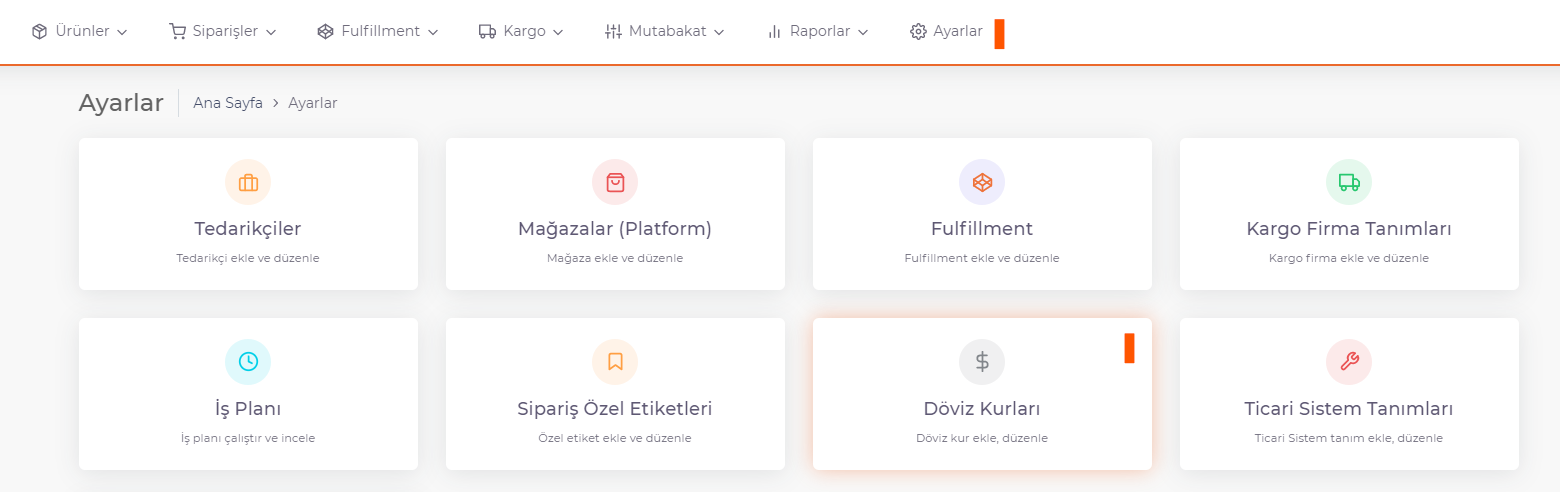 Ürünler Siparişler Fulfillment Kargo Mutabakat Raporlar Ayarlar
Ayarlar Ana Sayfa > Ayarlar
Tedarikçiler
Tedarikçi ekle ve düzenle
Mağazalar (Platform)
Mağaza ekle ve düzenle
Fulfillment
Fulfillment ekle ve düzenle
Kargo Firma Tanımları
Kargo firma ekle ve düzenle
İş Planı
İş planı çalıştır ve incele
Sipariş Özel Etiketleri
Özel etiket ekle ve düzenle
Döviz Kurları
Döviz kur ekle, düzenle
Ticari Sistem Tanımları
Ticari Sistem tanım ekle, düzenle